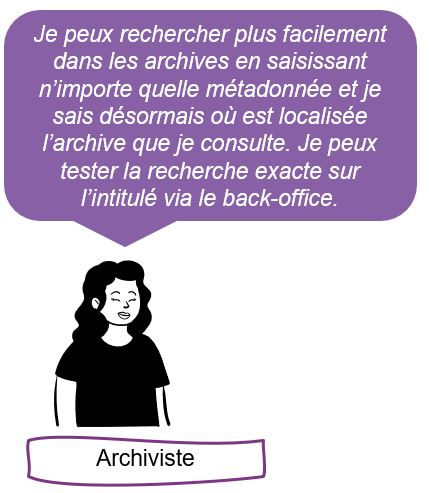 Je peux rechercher plus facilement
dans les archives en saisissant
n’importe quelle métadonnée et je
sais désormais où est localisée
l’archive que je consulte. Je peux
tester la recherche exacte sur
l’intitulé via le back-office.
Archiviste